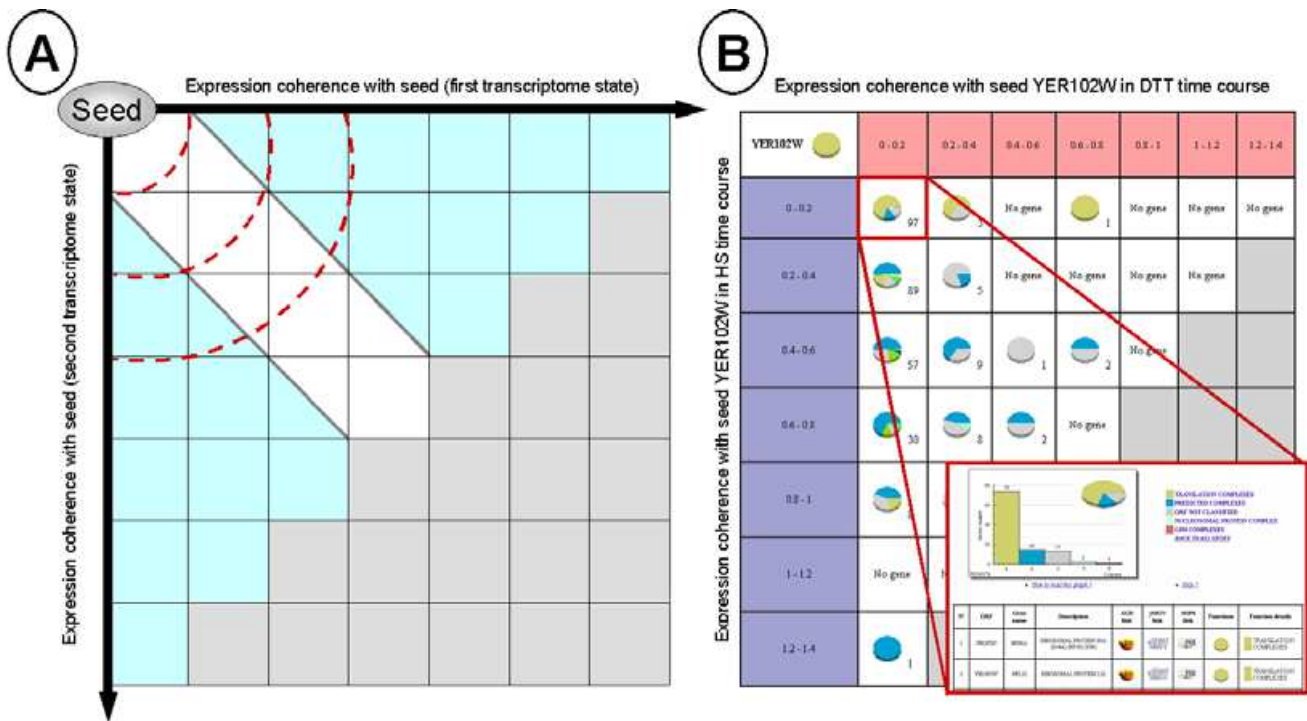 A
Expression coherence with seed (first transcriptome state)
Seed
Expression coherence with seed (second transcriptome state)
B
Expression coherence with seed YER102W in DTT time course
Expression coherence with seed YER102W in HS time course
YER102W
0 - 0.2
0.2 - 0.4
0.4 - 0.6
0.6 - 0.8
0.8 - 1
1 - 1.2
1.2 - 1.4
0 - 0.2
97
No gene
1
No gene
No gene
No gene
0.2 - 0.4
89
5
No gene
No gene
No gene
No gene
0.4 - 0.6
57
9
1
2
No gene
0.6 - 0.8
30
8
2
No gene
0.8 - 1
1 - 1.2
No gene
1.2 - 1.4
1
TRANSLATION COMPLEXES
PREDICTED COMPLEXES
ORF NOT CLASSIFIED
NUCLEOSOMAL PROTEIN COMPLEX
ORF
Description
Functions
Function details
TRANSLATION
COMPLEXES
TRANSLATION
COMPLEXES